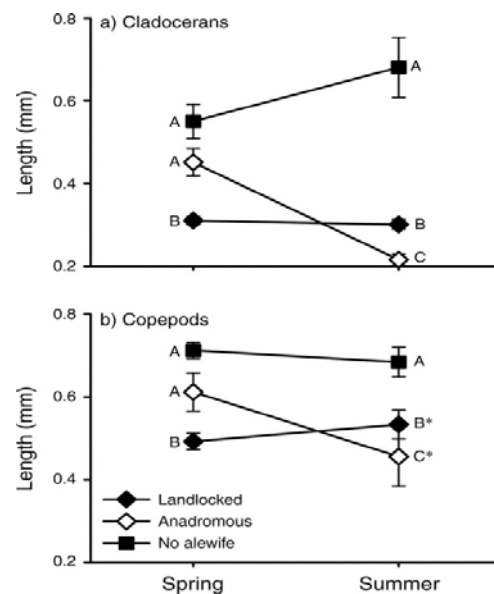 a) Cladocerans
0.8
0.6
0.4
0.2
Length (mm)
A
A
B
A
B
C
b) Copepods
0.8
0.6
0.4
0.2
Length (mm)
A
A
B
A
B*
C*
Landlocked
Anadromous
No alewife
Spring
Summer